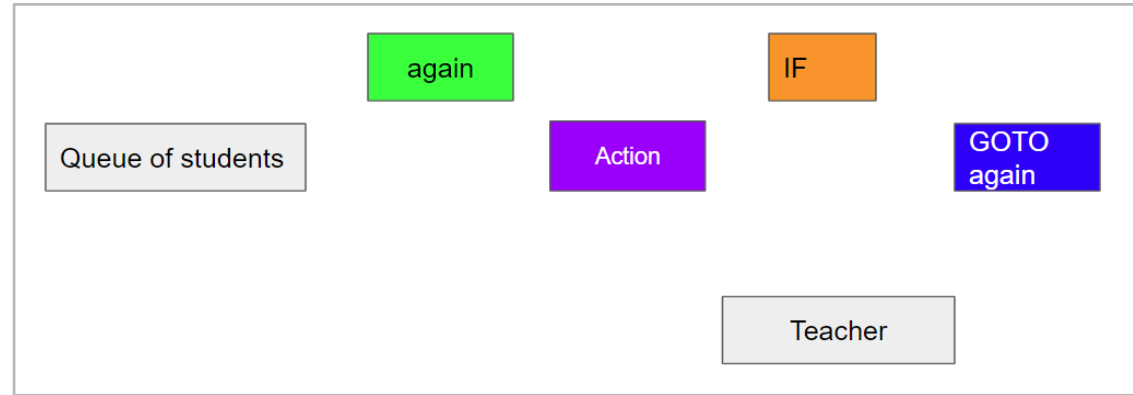 again
IF
Queue of students
Action
GOTO
again
Teacher